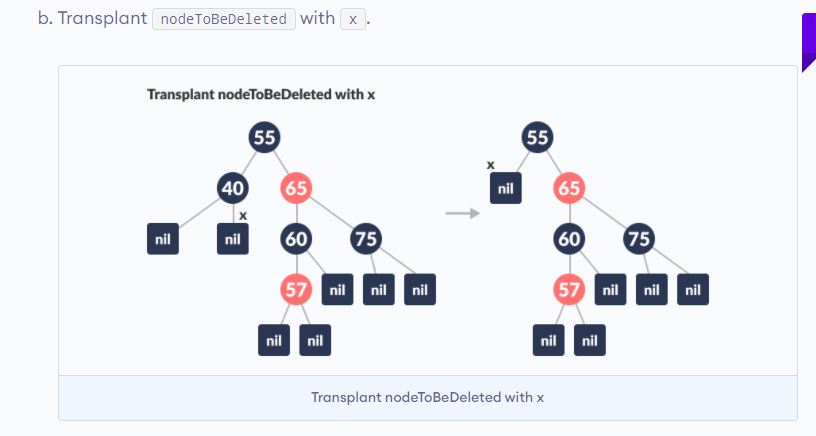 b. Transplant nodeToBeDeleted with x .
Transplant nodeToBeDeleted with x
55
40 65
x
nil nil 60 75
57 nil nil nil
nil nil
55
x
nil 65
60 75
57 nil nil nil
nil nil
Transplant nodeToBeDeleted with x